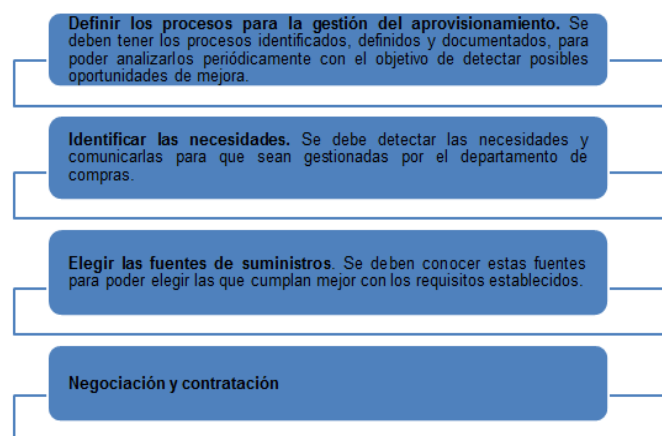 Definir los procesos para la gestión del aprovisionamiento. Se
deben tener los procesos identificados, definidos y documentados, para
poder analizarlos periódicamente con el objetivo de detectar posibles
oportunidades de mejora.
Identificar las necesidades. Se debe detectar las necesidades y
comunicarlas para que sean gestionadas por el departamento de
compras.
Elegir las fuentes de suministros. Se deben conocer estas fuentes
para poder elegir las que cumplan mejor con los requisitos establecidos.
Negociación y contratación